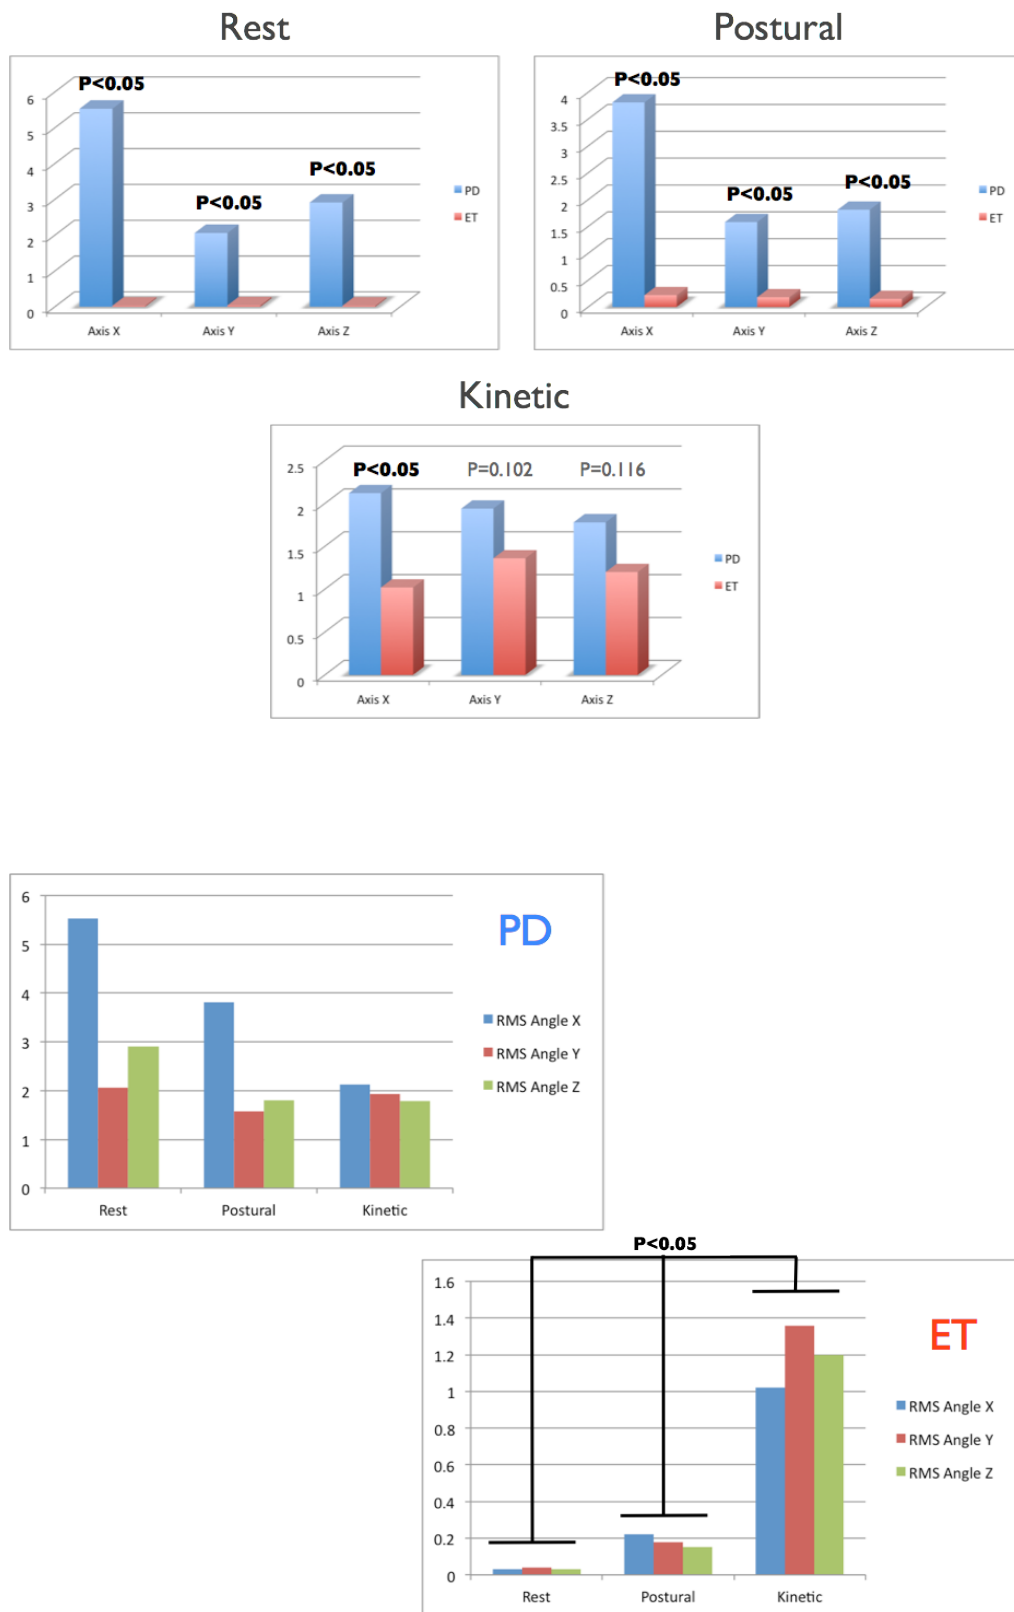 Rest
P<0.05
P<0.05
P<0.05
6
5
4
3
2
1
0
Axis X
Axis Y
Axis Z
PD
ET
Postural
P<0.05
P<0.05
P<0.05
4
3.5
3
2.5
2
1.5
1
0.5
0
Axis X
Axis Y
Axis Z
PD
ET
Kinetic
P<0.05
P=0.102
P=0.116
2.5
2
1.5
1
0.5
0
Axis X
Axis Y
Axis Z
PD
ET
PD
6
5
4
3
2
1
0
Rest
Postural
Kinetic
RMS Angle X
RMS Angle Y
RMS Angle Z
P<0.05
ET
1.6
1.4
1.2
1
0.8
0.6
0.4
0.2
0
Rest
Postural
Kinetic
RMS Angle X
RMS Angle Y
RMS Angle Z